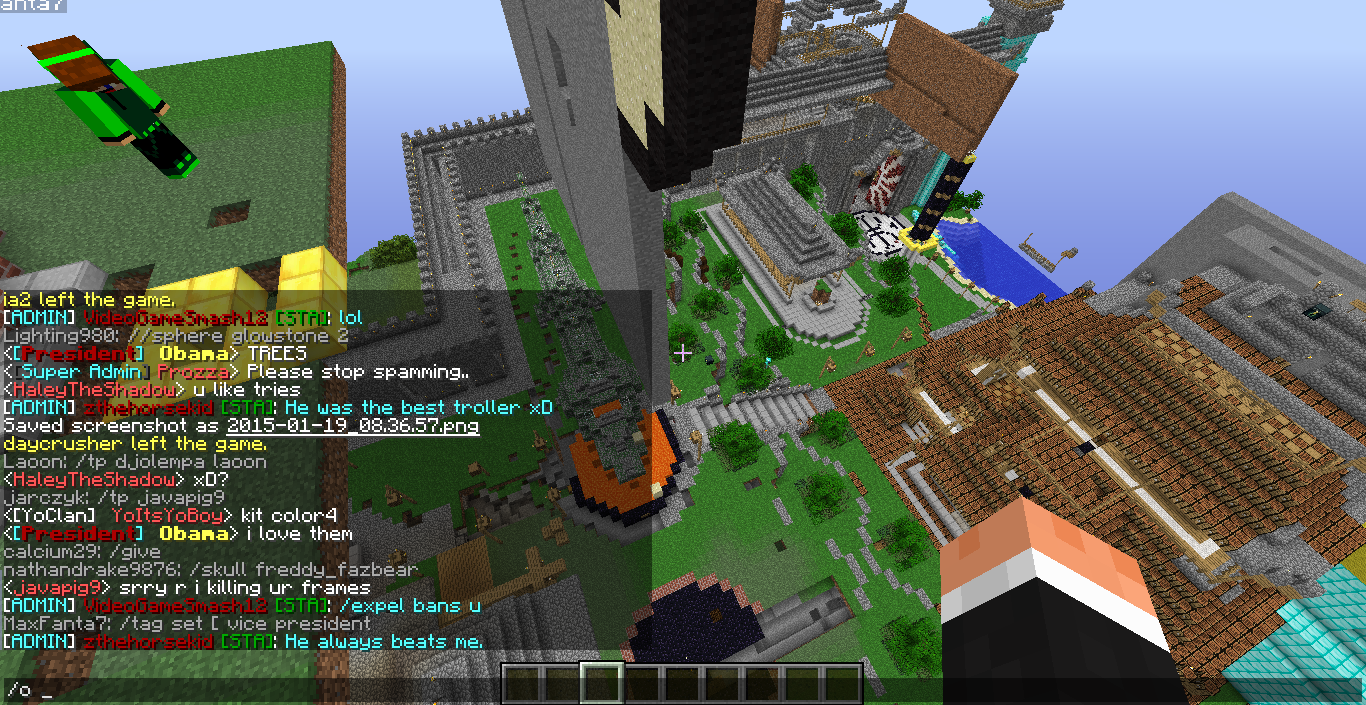 anta7
ia2 left the game.
[ADMIN] VideoGameSmash12 [STA]: lol
Lighting980: //sphere glowstone 2
<[President] Obama> TREES
<[Super Admin] Prozza> Please stop spamming..
<HaleyTheShadow> u like tries
[ADMIN] zthehorsekid [STA]: He was the best troller xD
Saved screenshot as 2015-01-19_08.36.57.png
daycrusher left the game.
Laoon: /tp djolempa laoon
<HaleyTheShadow> xD?
jarczyk: /tp javapig9
<[YoClan] YoItsYoBoy> kit color4
<[President] Obama> i love them
calcium29: /give
nathandrake9876: /skull freddy_fazbear
<javapig9> srry r i killing ur frames
[ADMIN] VideoGameSmash12 [STA]: /expel bans u
MaxFanta7: /tag set [ vice president
[ADMIN] zthehorsekid [STA]: He always beats me.
/o _